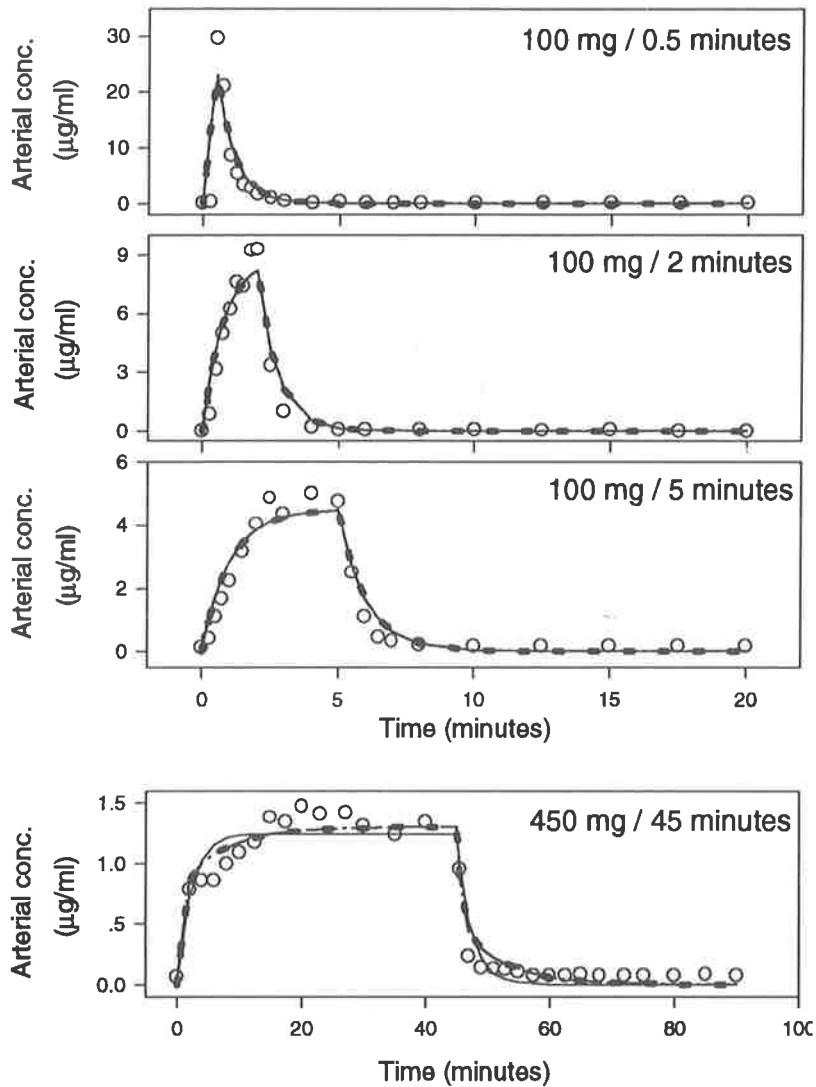 100 mg / 0.5 minutes
Arterial conc.
(µg/ml)
30
20
10
0
100 mg / 2 minutes
Arterial conc.
(µg/ml)
9
6
3
0
100 mg / 5 minutes
Arterial conc.
(µg/ml)
6
4
2
0
0 5 10 15 20
Time (minutes)
450 mg / 45 minutes
Arterial conc.
(µg/ml)
1.5
1.0
.5
0.0
0 20 40 60 80 100
Time (minutes)